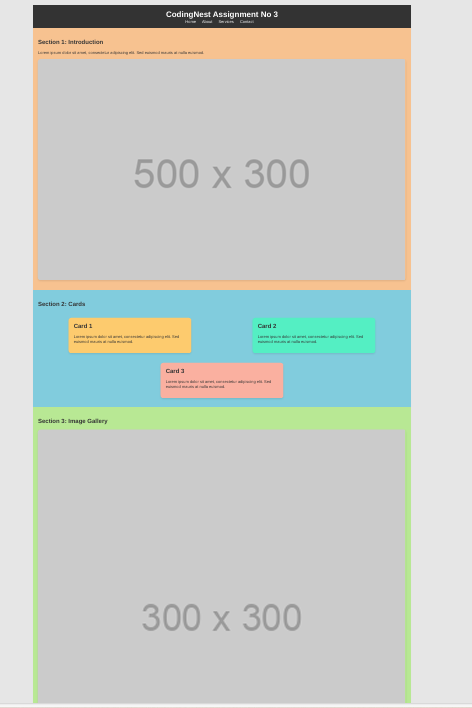 CodingNest Assignment No 3
Home About Services Contact
Section 1: Introduction
Lorem ipsum dolor sit amet, consectetur adipiscing elit. Sed euismod mauris at nulla euismod.
500 x 300
Section 2: Cards
Card 1
Lorem ipsum dolor sit amet, consectetur adipiscing elit. Sed
euismod mauris at nulla euismod.
Card 2
Lorem ipsum dolor sit amet, consectetur adipiscing elit. Sed
euismod mauris at nulla euismod.
Card 3
Lorem ipsum dolor sit amet, consectetur adipiscing elit. Sed
euismod mauris at nulla euismod.
Section 3: Image Gallery
300 x 300